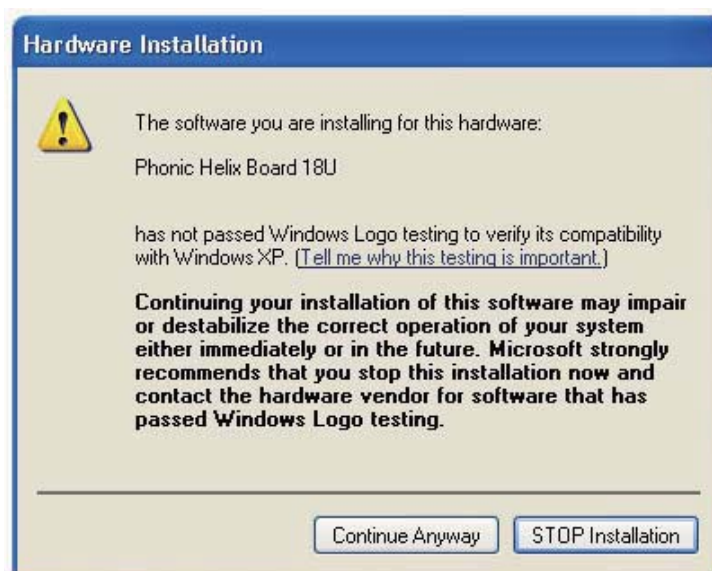 Hardware Installation
The software you are installing for this hardware:
Phonic Helix Board 18U
has not passed Windows Logo testing to verify its compatibility
with Windows XP. (Tell me why this testing is important.)
Continuing your installation of this software may impair
or destabilize the correct operation of your system
either immediately or in the future. Microsoft strongly
recommends that you stop this installation now and
contact the hardware vendor for software that has
passed Windows Logo testing.
Continue Anyway
STOP Installation